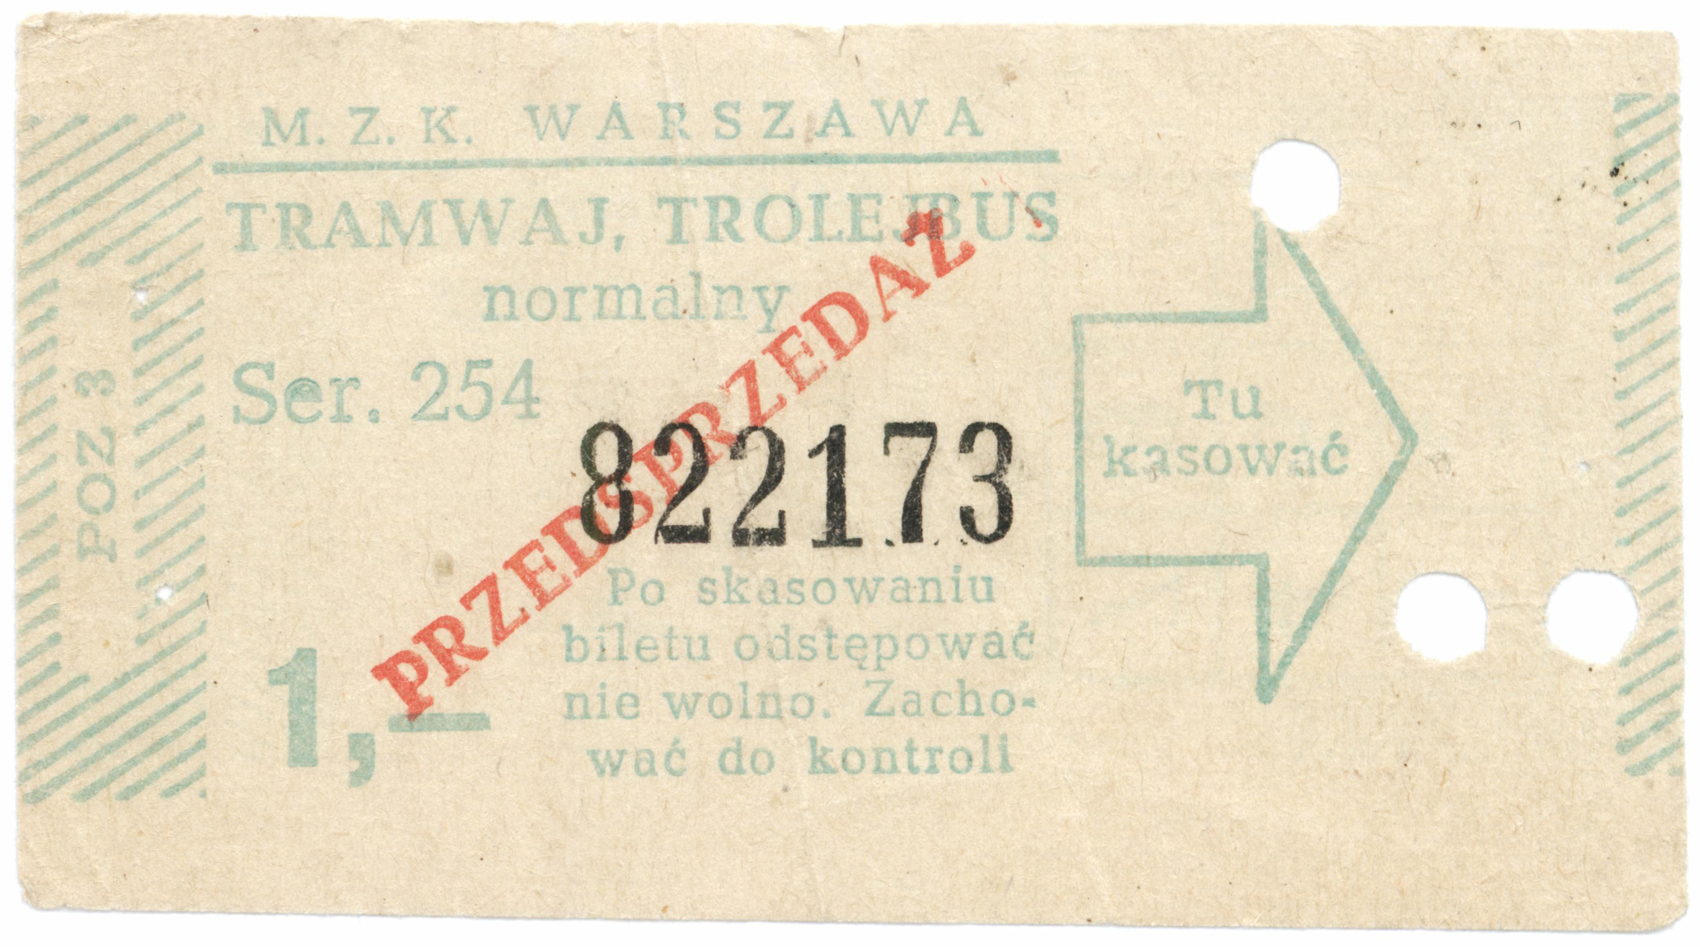 M. Z. K. WARSZAWA
TRAMWAJ, TROLEJBUS
normalny
Ser. 254
822173
PRZEDSPRZEDAŻ
1,—
Po skasowaniu
biletu odstępować
nie wolno. Zacho-
wać do kontroli
POZ 3
Tu
kasować